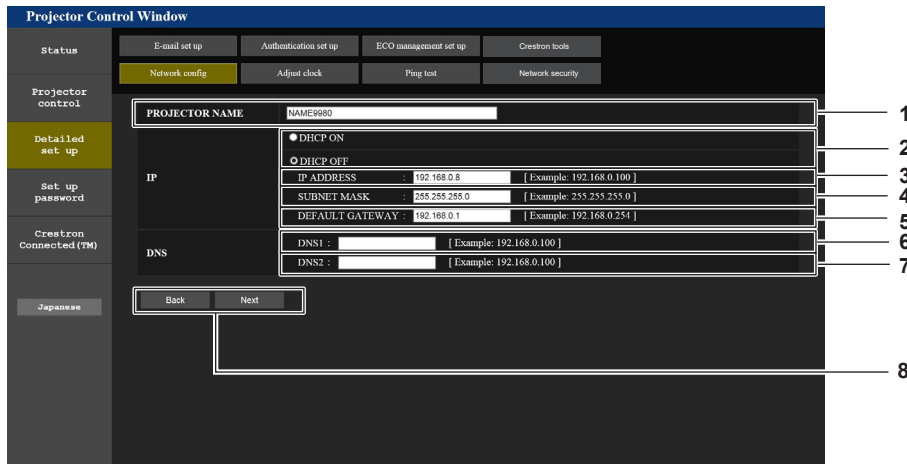 Projector Control Window
Status
Projector
control
Detailed
set up
Set up
password
Crestron
Connected(TM)
Japanese
E-mail set up Authentication set up ECO management set up Crestron tools
Network config Adjust clock Ping test Network security
PROJECTOR NAME NAME9980 1
IP
DHCP ON 2
DHCP OFF
IP ADDRESS : 192.168.0.8 [ Example: 192.168.0.100 ] 3
SUBNET MASK : 255.255.255.0 [ Example: 255.255.255.0 ] 4
DEFAULT GATEWAY : 192.168.0.1 [ Example: 192.168.0.254 ] 5
DNS
DNS1 : [ Example: 192.168.0.100 ] 6
DNS2 : [ Example: 192.168.0.100 ] 7
Back Next
8